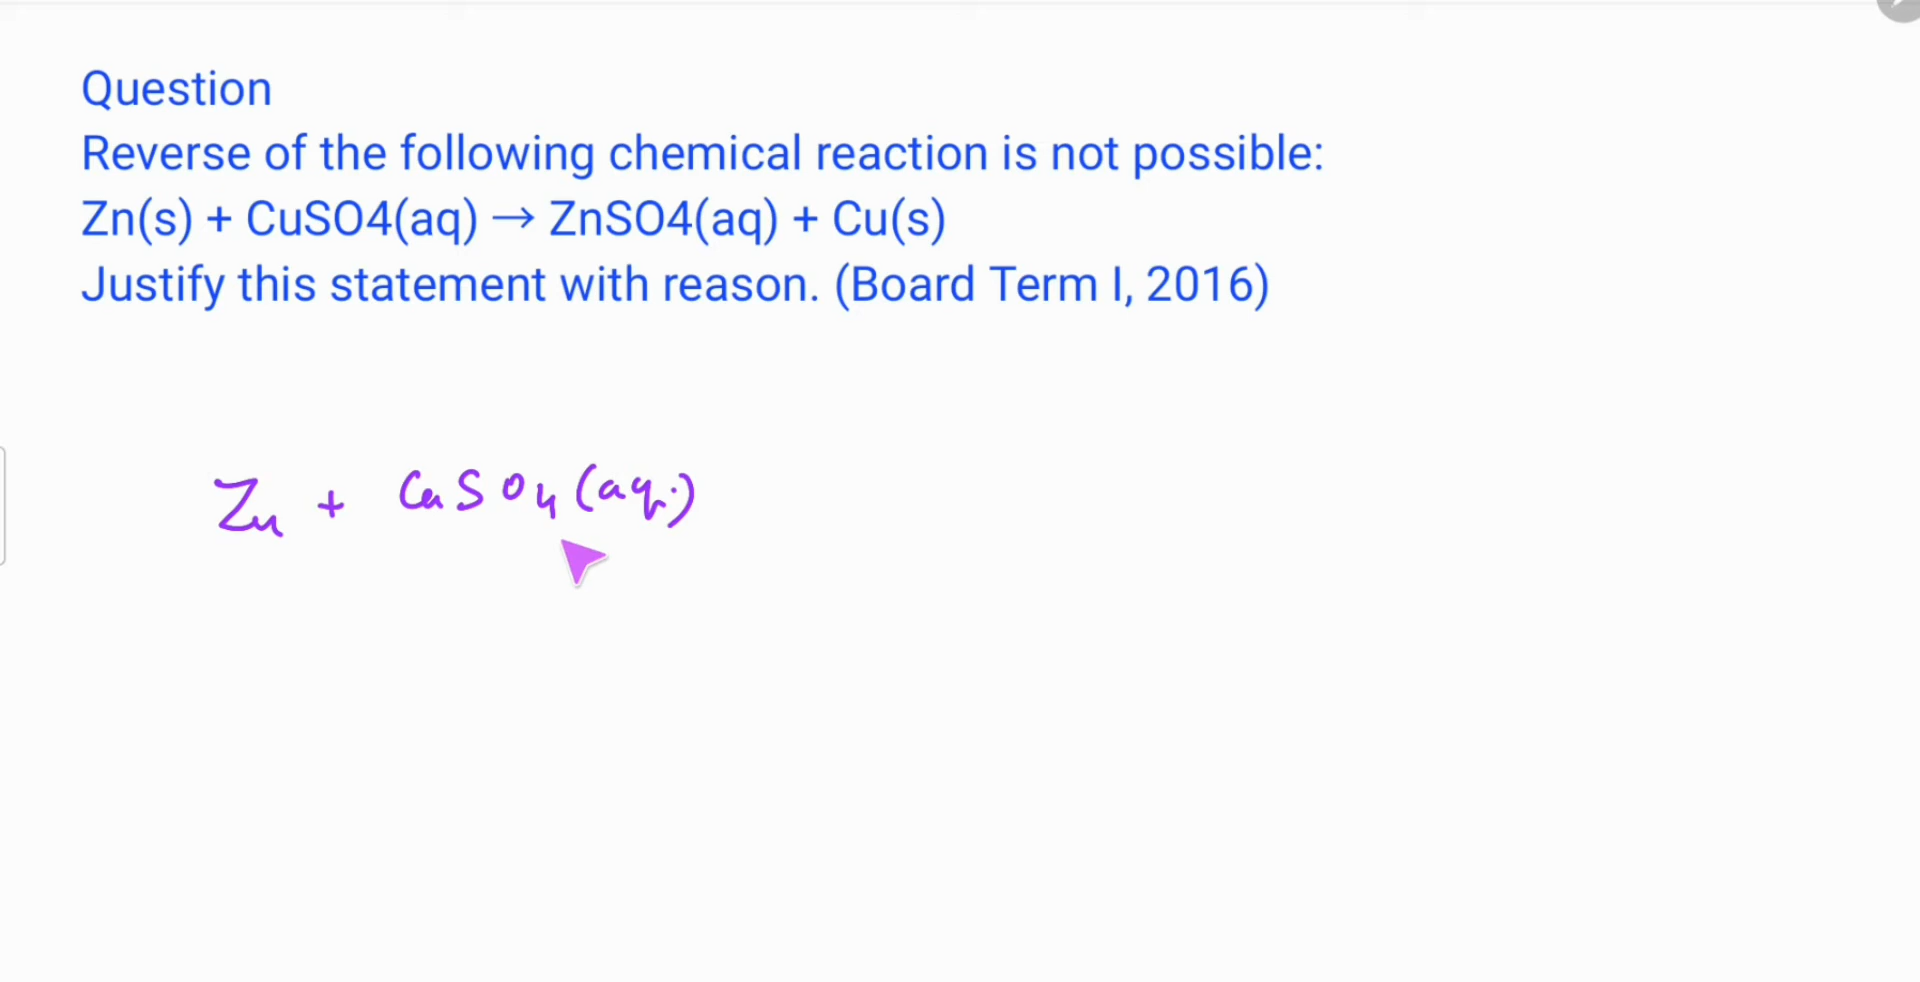 Question
Reverse of the following chemical reaction is not possible:
Zn(s) + CuSO4(aq) → ZnSO4(aq) + Cu(s)
Justify this statement with reason. (Board Term I, 2016)
Zn + CuSO4(aq.)